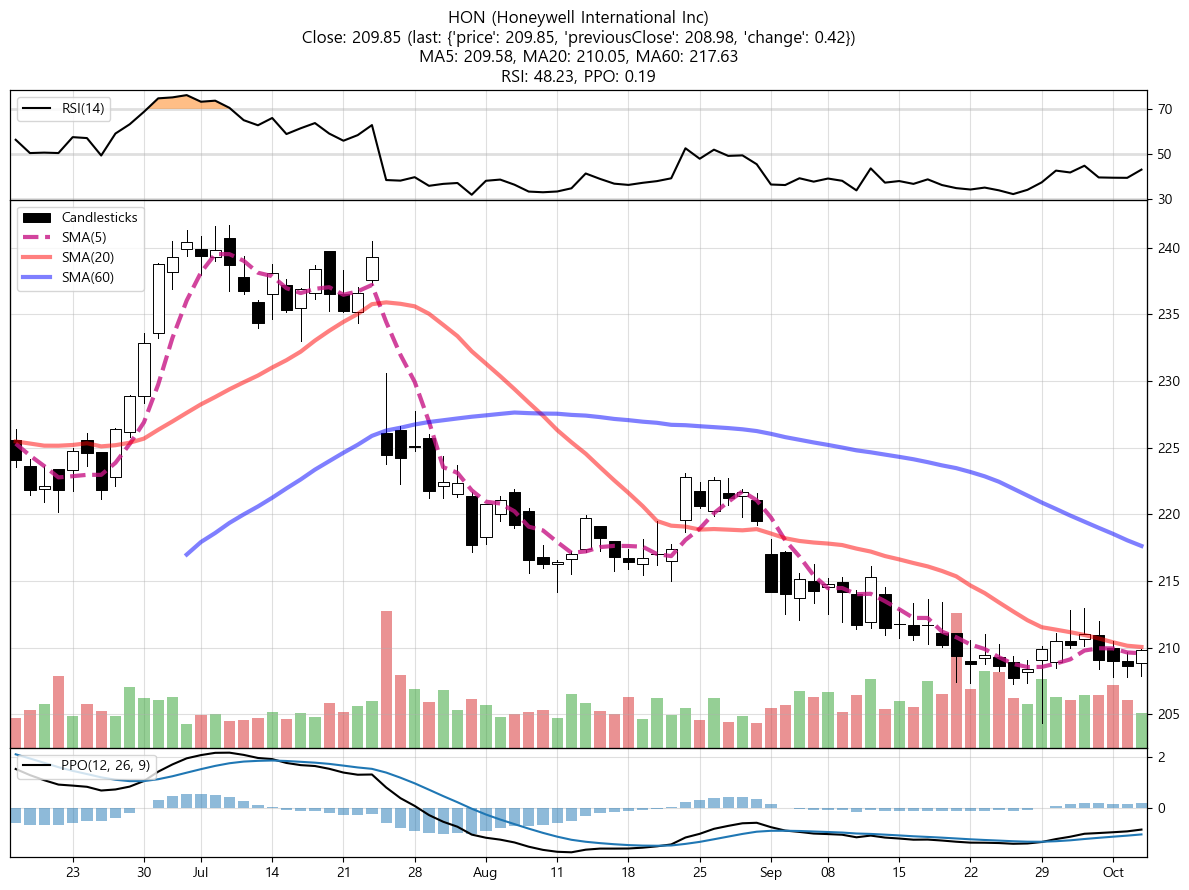 HON (Honeywell International Inc)
Close: 209.85 (last: {'price': 209.85, 'previousClose': 208.98, 'change': 0.42})
MA5: 209.58, MA20: 210.05, MA60: 217.63
RSI: 48.23, PPO: 0.19
RSI(14)
70
50
30
Candlesticks
SMA(5)
SMA(20)
SMA(60)
240
235
230
225
220
215
210
205
PPO(12, 26, 9)
2
0
23 30 Jul 14 21 28 Aug 11 18 25 Sep 08 15 22 29 Oct